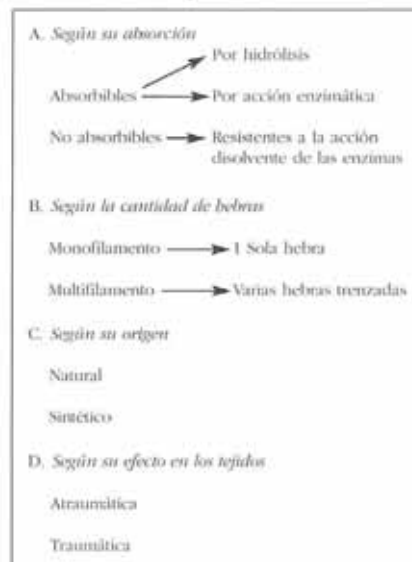 A. Según su absorción
Por hidrólisis
Absorbibles
Por acción enzimática
No absorbibles
Resistentes a la acción
disolvente de las enzimas
B. Según la cantidad de hebras
Monofilamento
1 Sola hebra
Multifilamento
Varias hebras trenzadas
C. Según su origen
Natural
Sintético
D. Según su efecto en los tejidos
Atraumática
Traumática